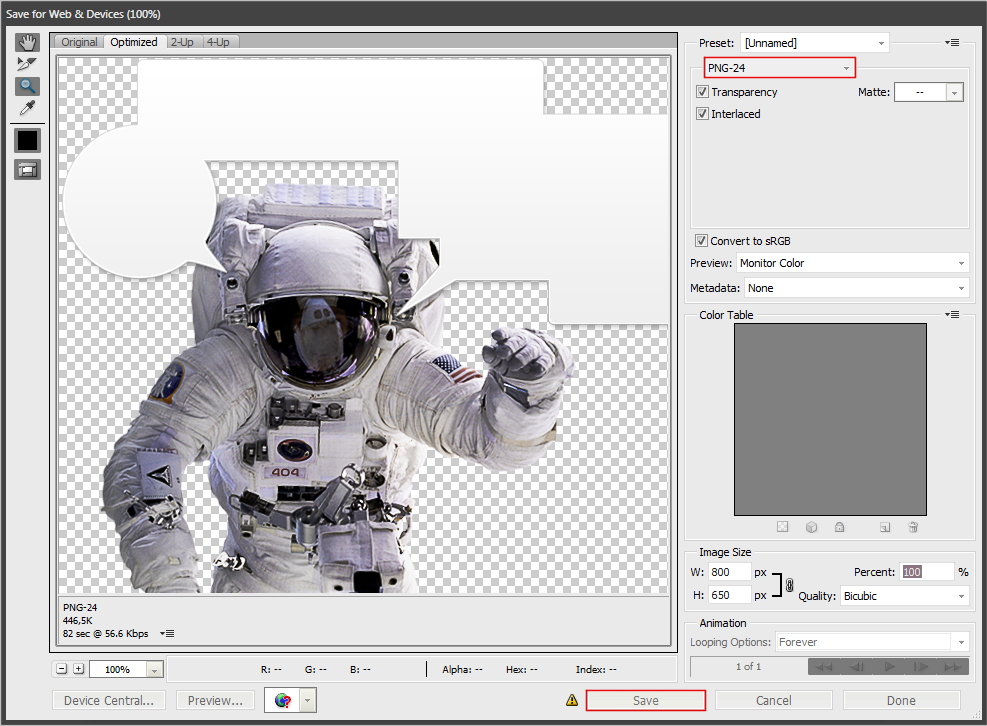 Save for Web & Devices (100%)
Original Optimized 2-Up 4-Up
Preset: [Unnamed]
PNG-24
Transparency Matte: --
Interlaced
Convert to sRGB
Preview: Monitor Color
Metadata: None
Color Table
404
Image Size
W: 800 px Percent: 100 %
H: 650 px Quality: Bicubic
PNG-24
446,5K
82 sec @ 56.6 Kbps
Animation
Looping Options: Forever
1 of 1
100% R: -- G: -- B: -- Alpha: -- Hex: -- Index: --
Device Central... Preview... Save Cancel Done